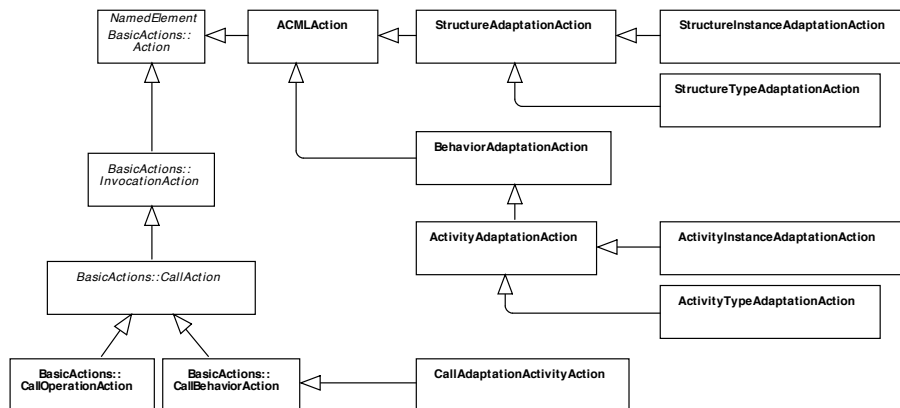 NamedElement
BasicActions::
Action
ACMLAction
StructureAdaptationAction
StructureInstanceAdaptationAction
StructureTypeAdaptationAction
BehaviorAdaptationAction
BasicActions::
InvocationAction
ActivityAdaptationAction
ActivityInstanceAdaptationAction
BasicActions::CallAction
ActivityTypeAdaptationAction
BasicActions::
CallOperationAction
BasicActions::
CallBehaviorAction
CallAdaptationActivityAction